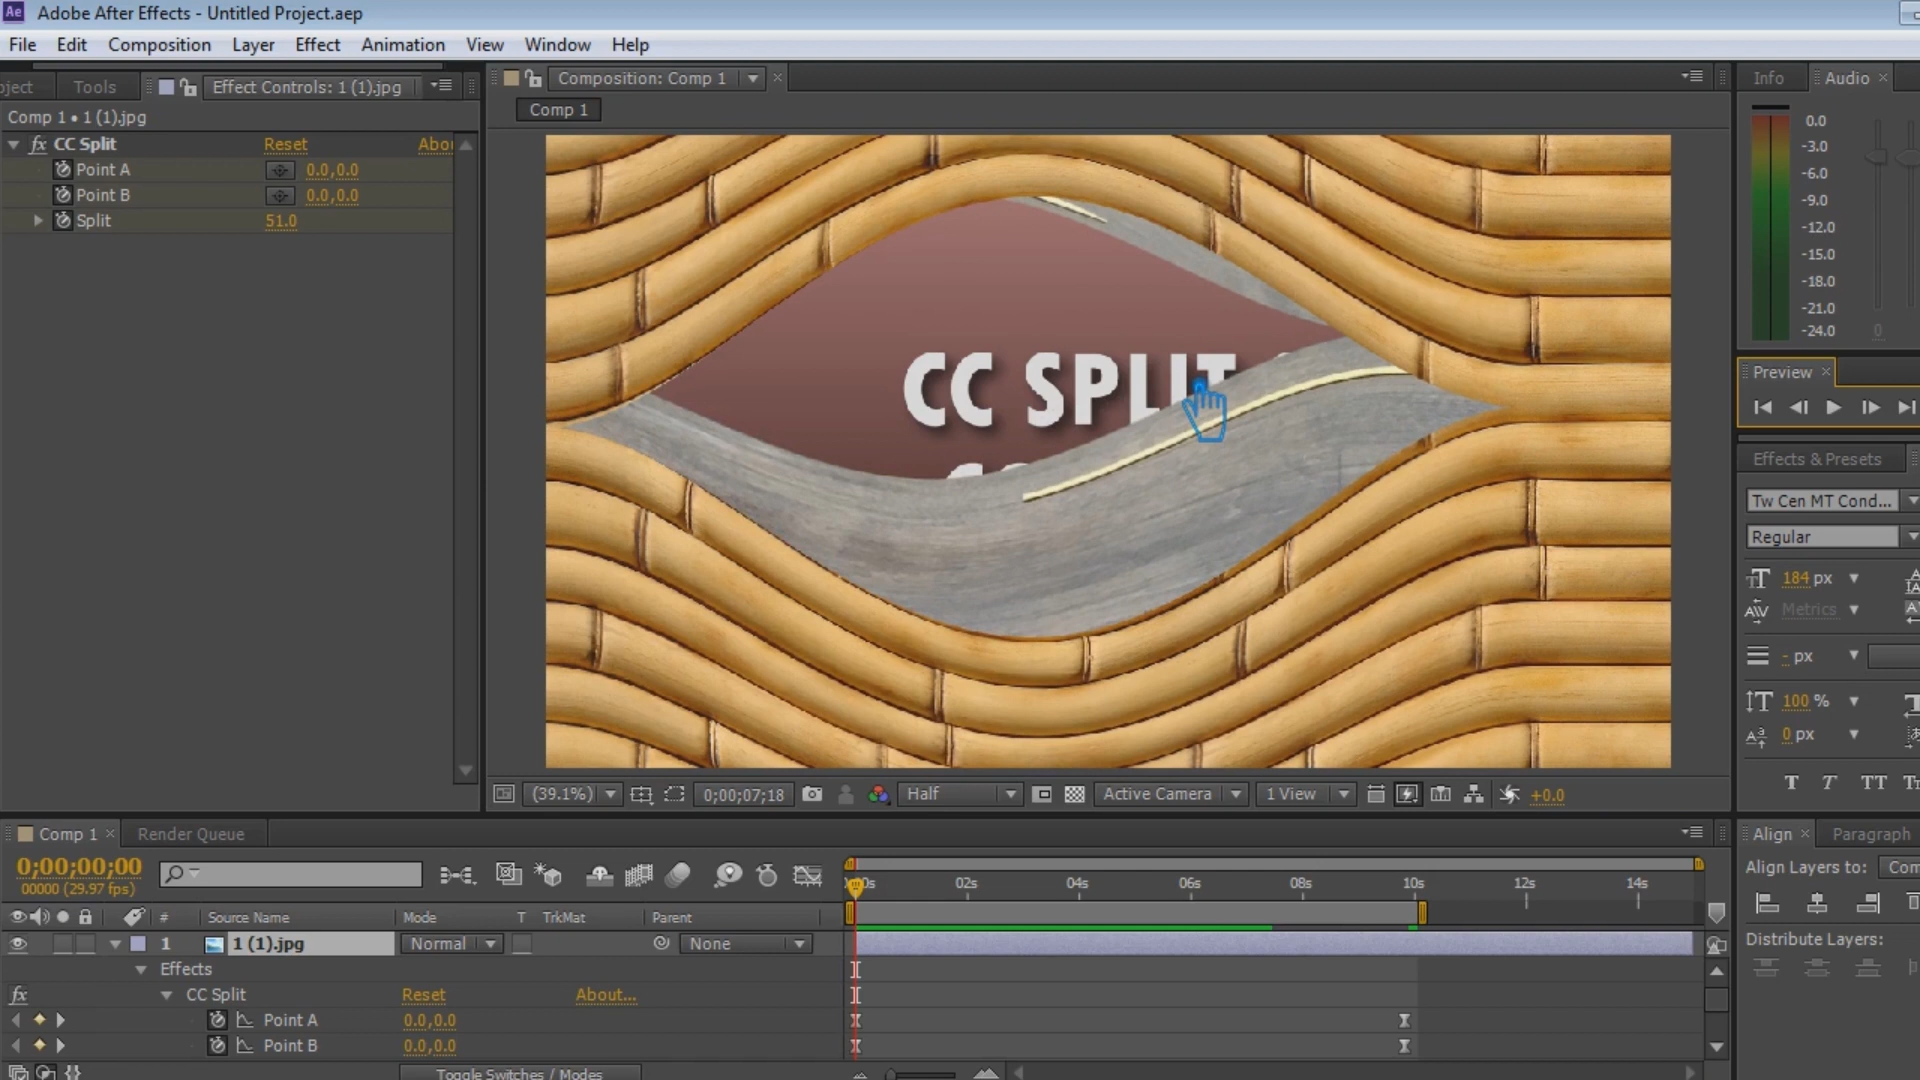 Ae Adobe After Effects - Untitled Project.aep
File Edit Composition Layer Effect Animation View Window Help
oject Tools Effect Controls: 1 (1).jpg
Composition: Comp 1
Info Audio
Comp 1 • 1 (1).jpg
Comp 1
fx CC Split Reset Abou
Point A 0.0,0.0
Point B 0.0,0.0
Split 51.0
0.0
-3.0
-6.0
-9.0
-12.0
-15.0
-18.0
-21.0
-24.0 0
CC SPLIT
Preview
Effects & Presets
Tw Cen MT Cond...
Regular
184 px
Metrics
- px
100 %
0 px
T T TT
(39.1%) 0;00;07;18 Half Active Camera 1 View +0.0
Comp 1 Render Queue
Align Paragraph
0;00;00;00
00000 (29.97 fps)
02s 04s 06s 08s 10s 12s 14s
Align Layers to: Com
# Source Name Mode T TrkMat Parent
1 1 (1).jpg Normal None
Distribute Layers:
Effects
fx CC Split Reset About...
Point A 0.0,0.0
Point B 0.0,0.0
Toggle Switches / Modes